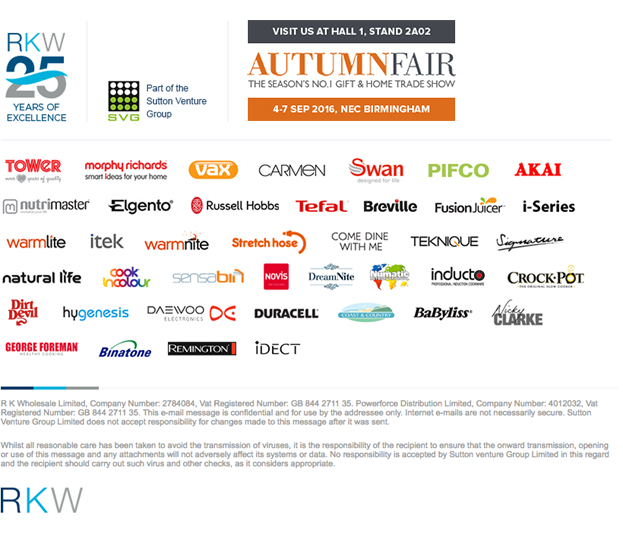 RKW
25
YEARS OF
EXCELLENCE
SVG
Part of the
Sutton Venture
Group
VISIT US AT HALL 1, STAND 2A02
AUTUMNFAIR
THE SEASON'S NO.1 GIFT & HOME TRADE SHOW
4-7 SEP 2016, NEC BIRMINGHAM
TOWER
morphy richards
smart ideas for your home
vax
CARMEN
Swan
designed for life
PIFCO
AKAI
nutrimaster
Elgento
Russell Hobbs
Tefal
Breville
FusionJuicer
i-Series
warmlite
itek
warmnite
Stretch hose
COME DINE
WITH ME
TEKNIQUE
Signature
natural life
cook
in colour
sensabin
NOVIS
DreamNite
Numatic
inducto
PROFESSIONAL INDUCTION COOKWARE
CROCK·POT
THE ORIGINAL SLOW COOKER
Dirt
Devil
hygenesis
DAEWOO
ELECTRONICS
DURACELL
COAST & COUNTRY
BaByliss
Nicky
CLARKE
GEORGE FOREMAN
HEALTHY COOKING
Binatone
REMINGTON
iDECT
R K Wholesale Limited, Company Number: 2784084, Vat Registered Number: GB 844 2711 35. Powerforce Distribution Limited, Company Number: 4012032, Vat
Registered Number: GB 844 2711 35. This e-mail message is confidential and for use by the addressee only. Internet e-mails are not necessarily secure. Sutton
Venture Group Limited does not accept responsibility for changes made to this message after it was sent.
Whilst all reasonable care has been taken to avoid the transmission of viruses, it is the responsibility of the recipient to ensure that the onward transmission, opening
or use of this message and any attachments will not adversely affect its systems or data. No responsibility is accepted by Sutton venture Group Limited in this regard
and the recipient should carry out such virus and other checks, as it considers appropriate.
RKW